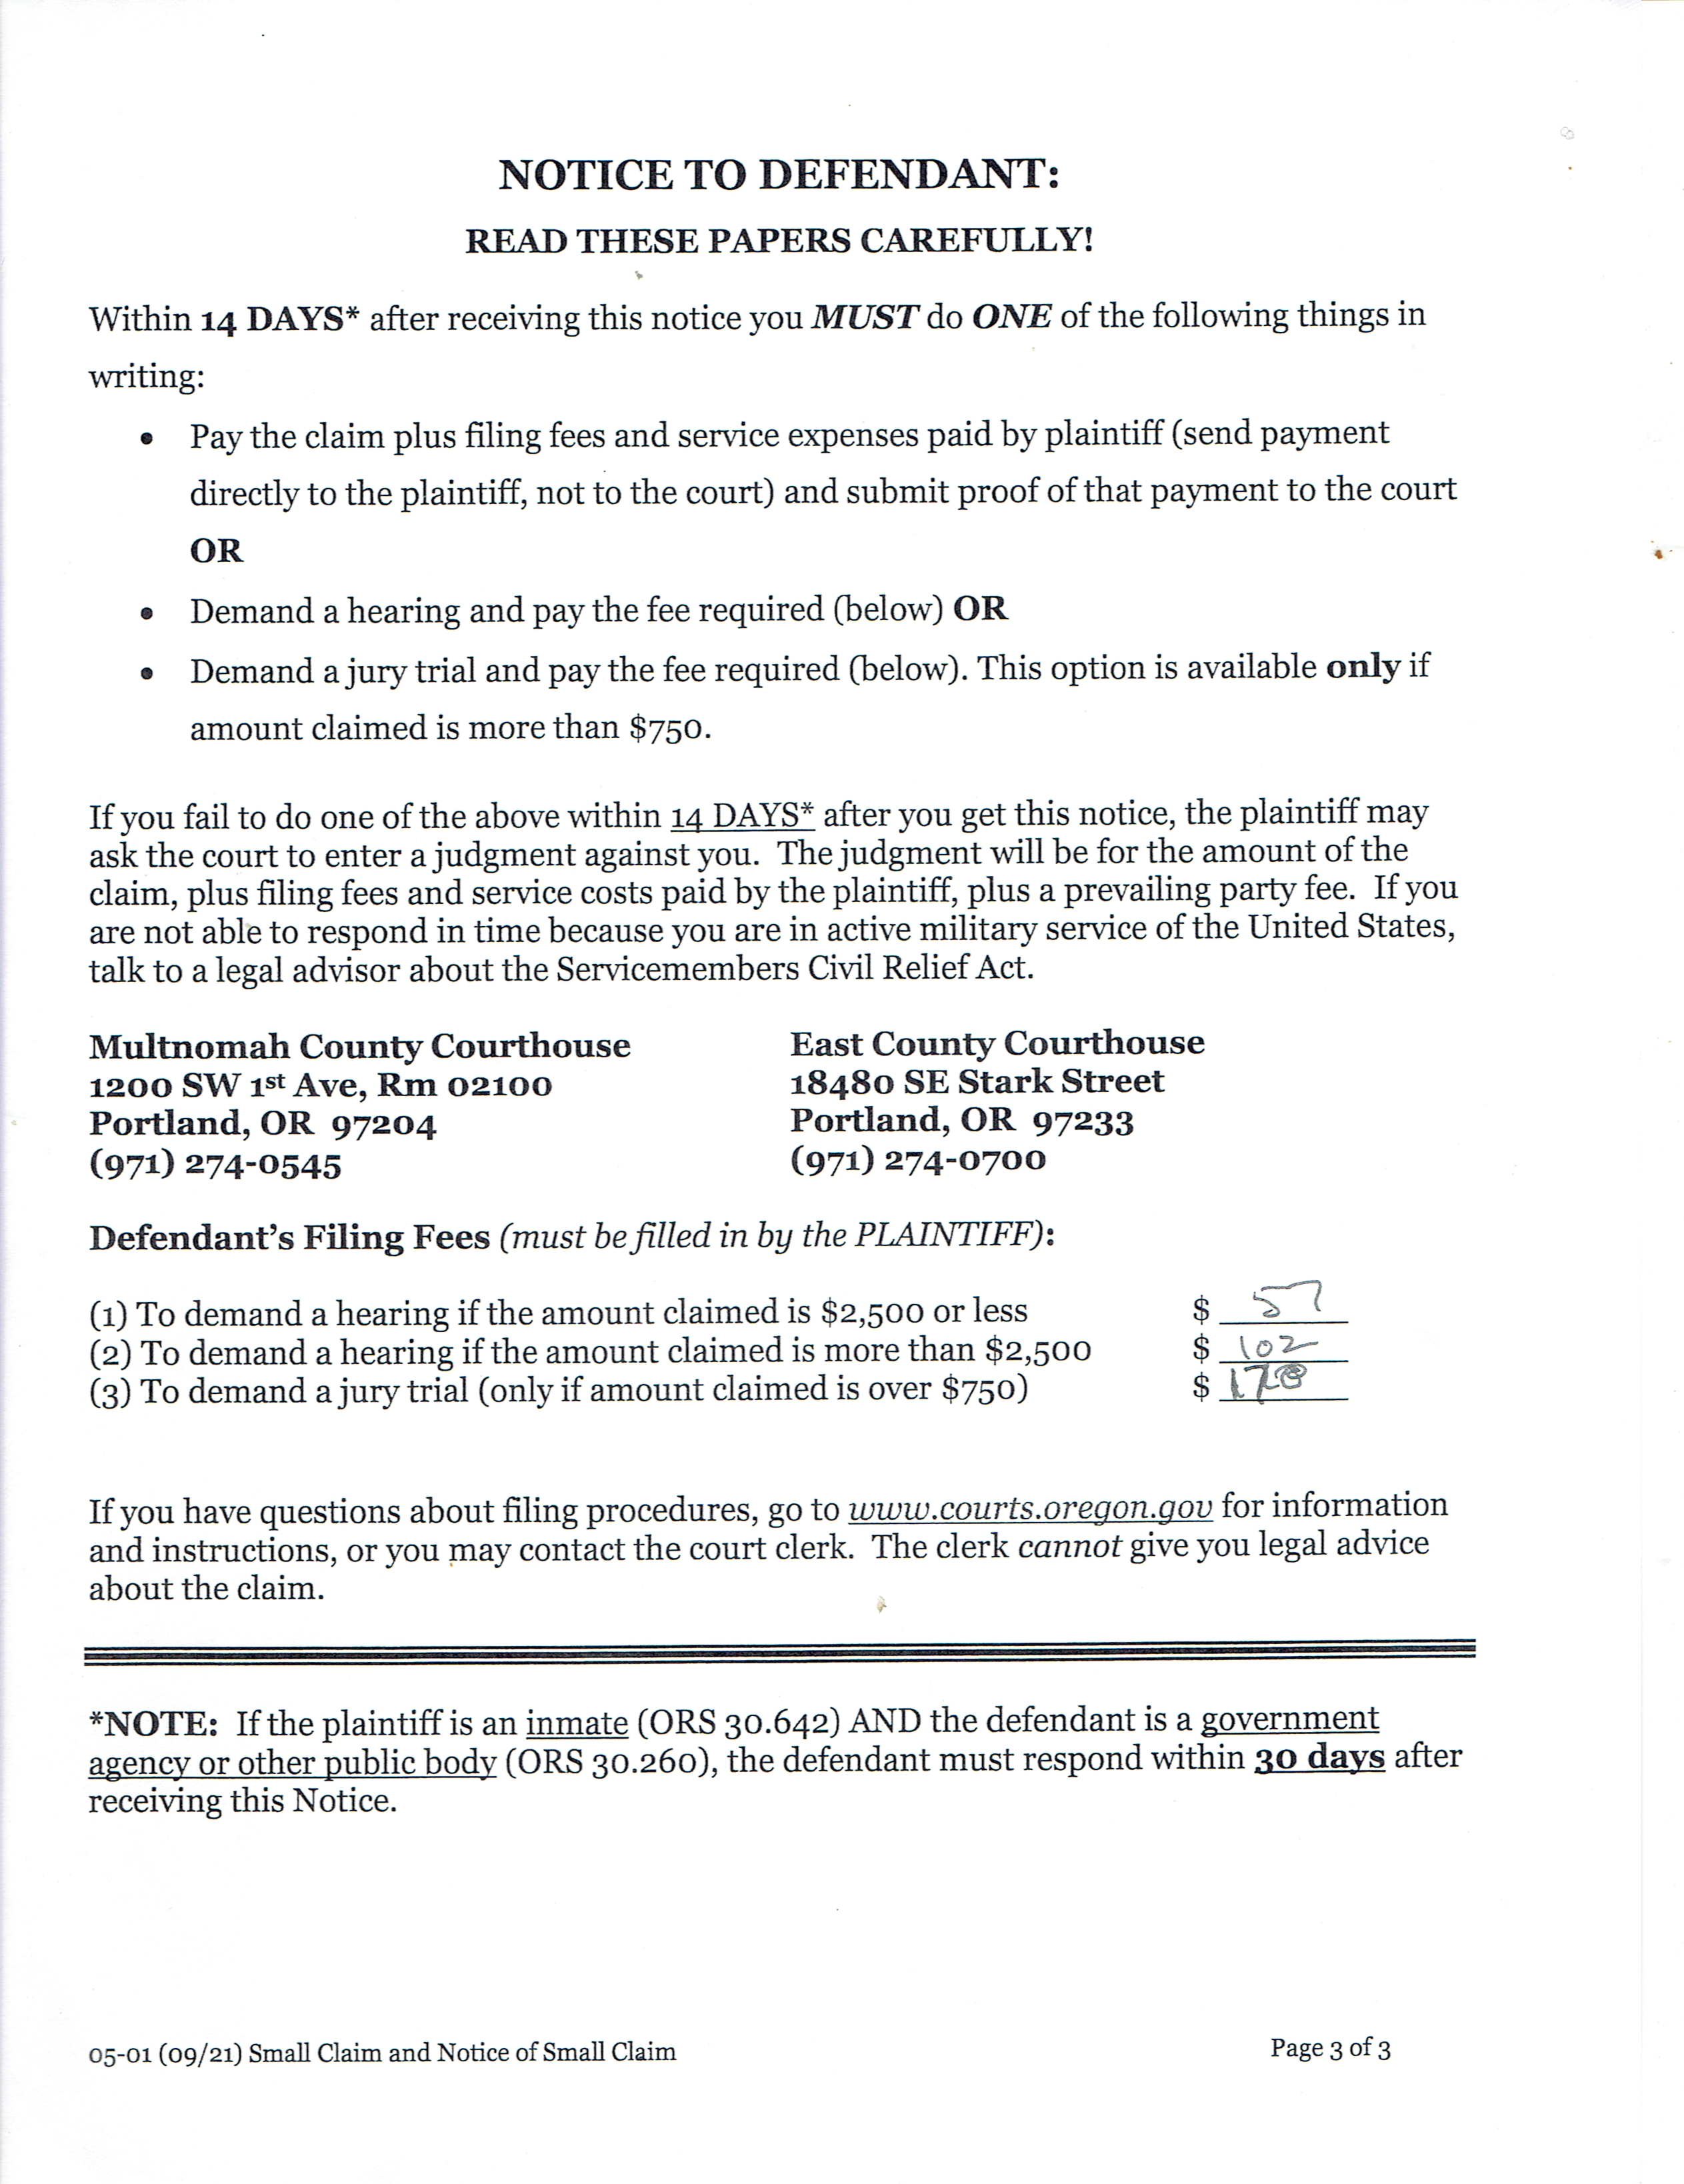 NOTICE TO DEFENDANT:
READ THESE PAPERS CAREFULLY!
Within 14 DAYS* after receiving this notice you MUST do ONE of the following things in
writing:
• Pay the claim plus filing fees and service expenses paid by plaintiff (send payment
directly to the plaintiff, not to the court) and submit proof of that payment to the court
OR
• Demand a hearing and pay the fee required (below) OR
• Demand a jury trial and pay the fee required (below). This option is available only if
amount claimed is more than $750.
If you fail to do one of the above within 14 DAYS* after you get this notice, the plaintiff may
ask the court to enter a judgment against you. The judgment will be for the amount of the
claim, plus filing fees and service costs paid by the plaintiff, plus a prevailing party fee. If you
are not able to respond in time because you are in active military service of the United States,
talk to a legal advisor about the Servicemembers Civil Relief Act.
Multnomah County Courthouse
1200 SW 1st Ave, Rm 02100
Portland, OR 97204
(971) 274-0545
East County Courthouse
18480 SE Stark Street
Portland, OR 97233
(971) 274-0700
Defendant's Filing Fees (must be filled in by the PLAINTIFF):
(1) To demand a hearing if the amount claimed is $2,500 or less $ 57
(2) To demand a hearing if the amount claimed is more than $2,500 $ 102
(3) To demand a jury trial (only if amount claimed is over $750) $
If you have questions about filing procedures, go to www.courts.oregon.gov for information
and instructions, or you may contact the court clerk. The clerk cannot give you legal advice
about the claim.
*NOTE: If the plaintiff is an inmate (ORS 30.642) AND the defendant is a government
agency or other public body (ORS 30.260), the defendant must respond within 30 days after
receiving this Notice.
05-01 (09/21) Small Claim and Notice of Small Claim Page 3 of 3